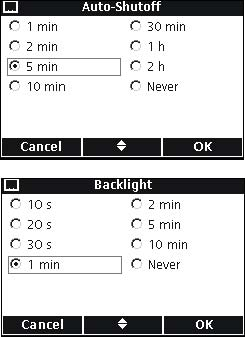 Auto-Shutoff
1 min 30 min
2 min 1 h
5 min 2 h
10 min Never
Cancel OK
Backlight
10 s 2 min
20 s 5 min
30 s 10 min
1 min Never
Cancel OK